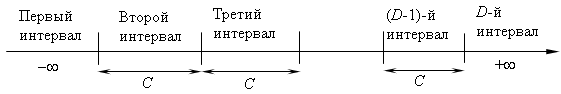 Первый интервал
Второй интервал
Третий интервал
(D-1)-й интервал
D-й интервал
–∞
C
C
C
+∞